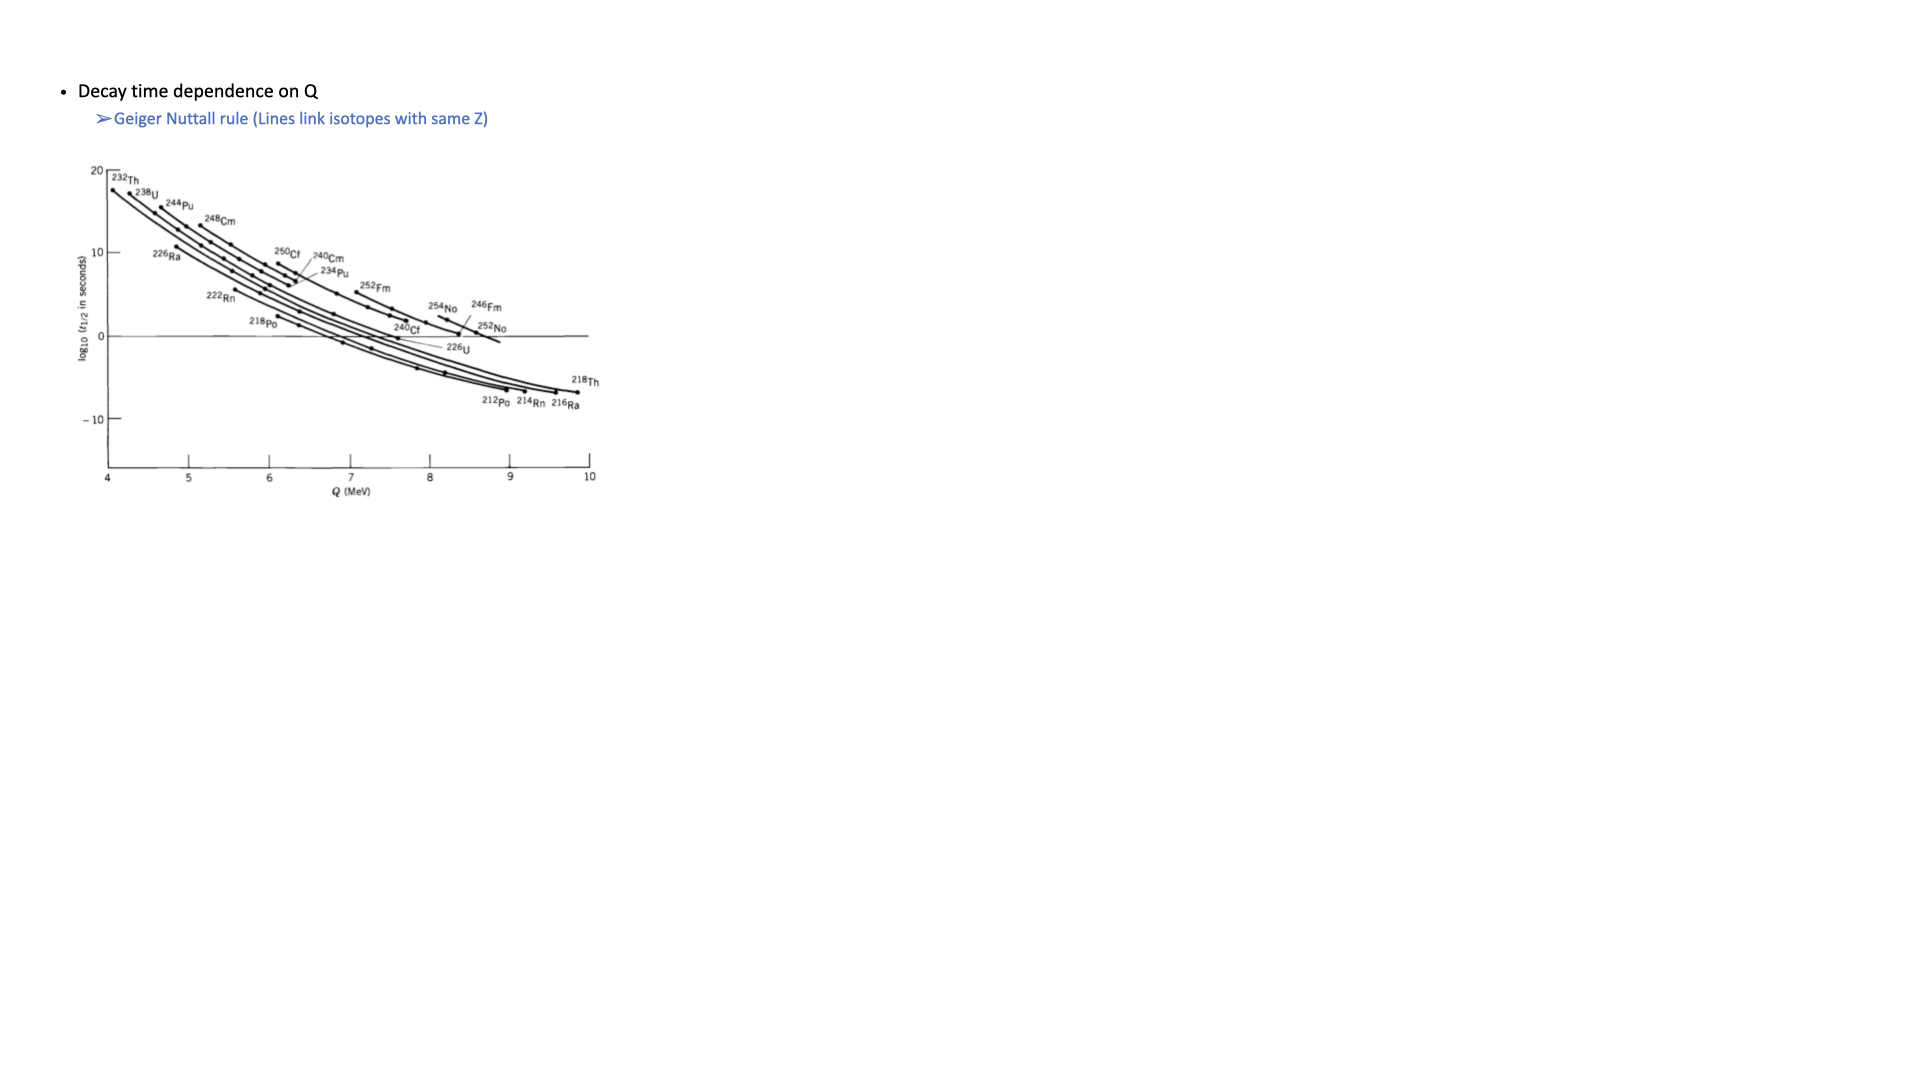 • Decay time dependence on Q
➢ Geiger Nuttall rule (Lines link isotopes with same Z)
20
232Th
238U
244Pu
248Cm
10
226Ra
250Cf
240Cm
234Pu
log10 (t1/2 in seconds)
222Rn
252Fm
218Po
254No
246Fm
240Cf
252No
0
226U
218Th
212Po 214Rn 216Ra
−10
4 5 6 7 8 9 10
Q (MeV)